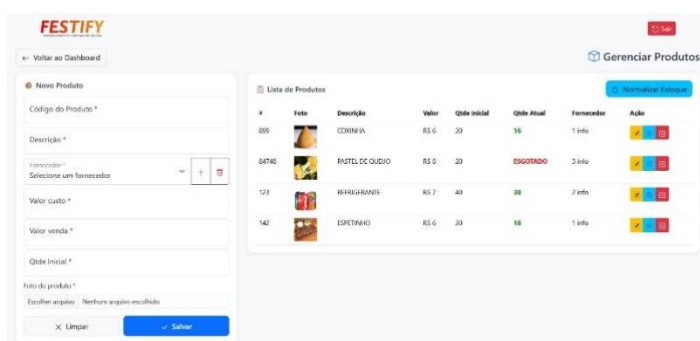 FESTIFY
Sair
← Voltar ao Dashboard
Gerenciar Produtos
Novo Produto
Código do Produto *
Descrição *
Fornecedor *
Selecione um fornecedor
+
Valor custo *
Valor venda *
Qtde Inicial *
Foto do produto *
Escolher arquivo Nenhum arquivo escolhido
Limpar
Salvar
Lista de Produtos
Normalizar Estoque
# Foto Descrição Valor Qtde Inicial Qtde Atual Fornecedor Ação
COXINHA R$ 6 20 16 1 info
84748 PASTEL DE QUEIJO R$ 8 20 ESGOTADO 3 info
123 REFRIGERANTE R$ 7 40 2 info
142 ESPETINHO R$ 6 20 18 1 info